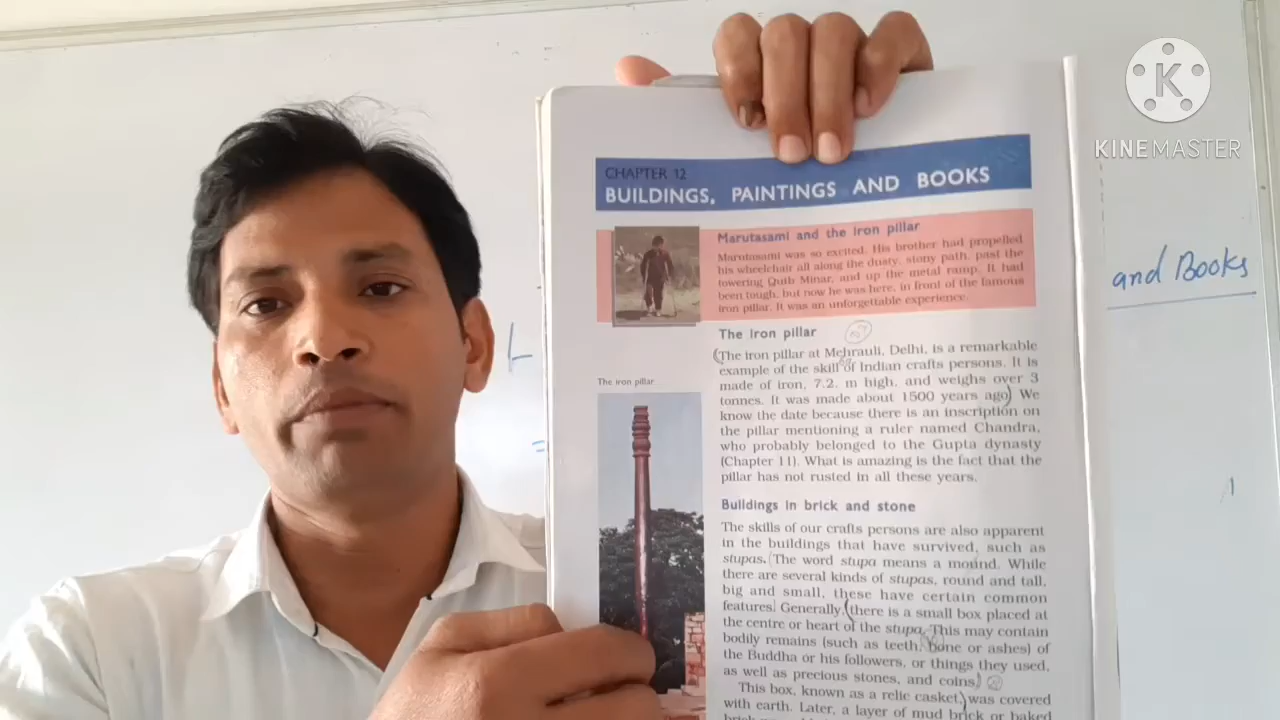 K
KINEMASTER
CHAPTER 12
BUILDINGS, PAINTINGS AND BOOKS
Marutasami and the iron pillar
Marutasami was so excited. His brother had propelled
his wheelchair all along the dusty, stony path, past the
towering Qutb Minar, and up the metal ramp. It had
been tough, but now he was here, in front of the famous
iron pillar. It was an unforgettable experience.
and Books
The iron pillar
The iron pillar at Mehrauli, Delhi, is a remarkable
example of the skill of Indian crafts persons. It is
made of iron, 7.2. m high, and weighs over 3
tonnes. It was made about 1500 years ago. We
know the date because there is an inscription on
the pillar mentioning a ruler named Chandra,
who probably belonged to the Gupta dynasty
(Chapter 11). What is amazing is the fact that the
pillar has not rusted in all these years.
The iron pillar
Buildings in brick and stone
The skills of our crafts persons are also apparent
in the buildings that have survived, such as
stupas. The word stupa means a mound. While
there are several kinds of stupas, round and tall,
big and small, these have certain common
features. Generally, there is a small box placed at
the centre or heart of the stupa. This may contain
bodily remains (such as teeth, bone or ashes) of
the Buddha or his followers, or things they used,
as well as precious stones, and coins.
This box, known as a relic casket, was covered
with earth. Later, a layer of mud brick or baked